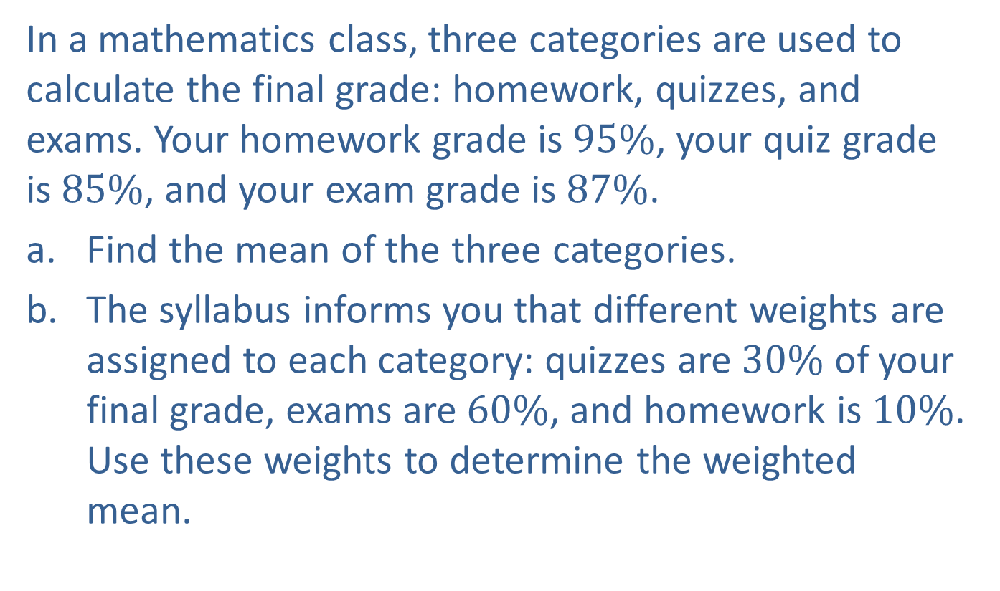 In a mathematics class, three categories are used to
calculate the final grade: homework, quizzes, and
exams. Your homework grade is 95%, your quiz grade
is 85%, and your exam grade is 87%.
a. Find the mean of the three categories.
b. The syllabus informs you that different weights are
assigned to each category: quizzes are 30% of your
final grade, exams are 60%, and homework is 10%.
Use these weights to determine the weighted
mean.